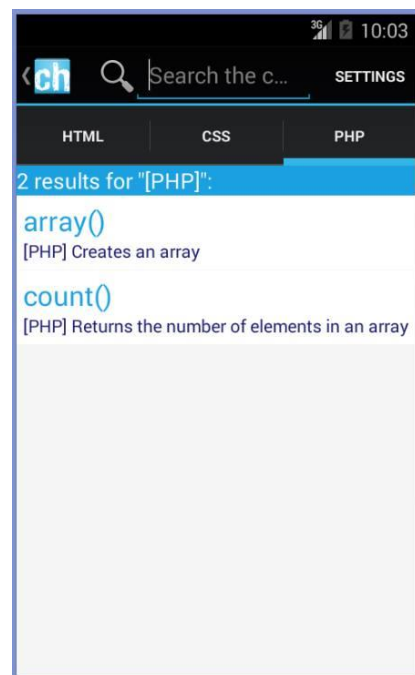 3G 10:03
ch Search the c... SETTINGS
HTML CSS PHP
2 results for "[PHP]":
array()
[PHP] Creates an array
count()
[PHP] Returns the number of elements in an array